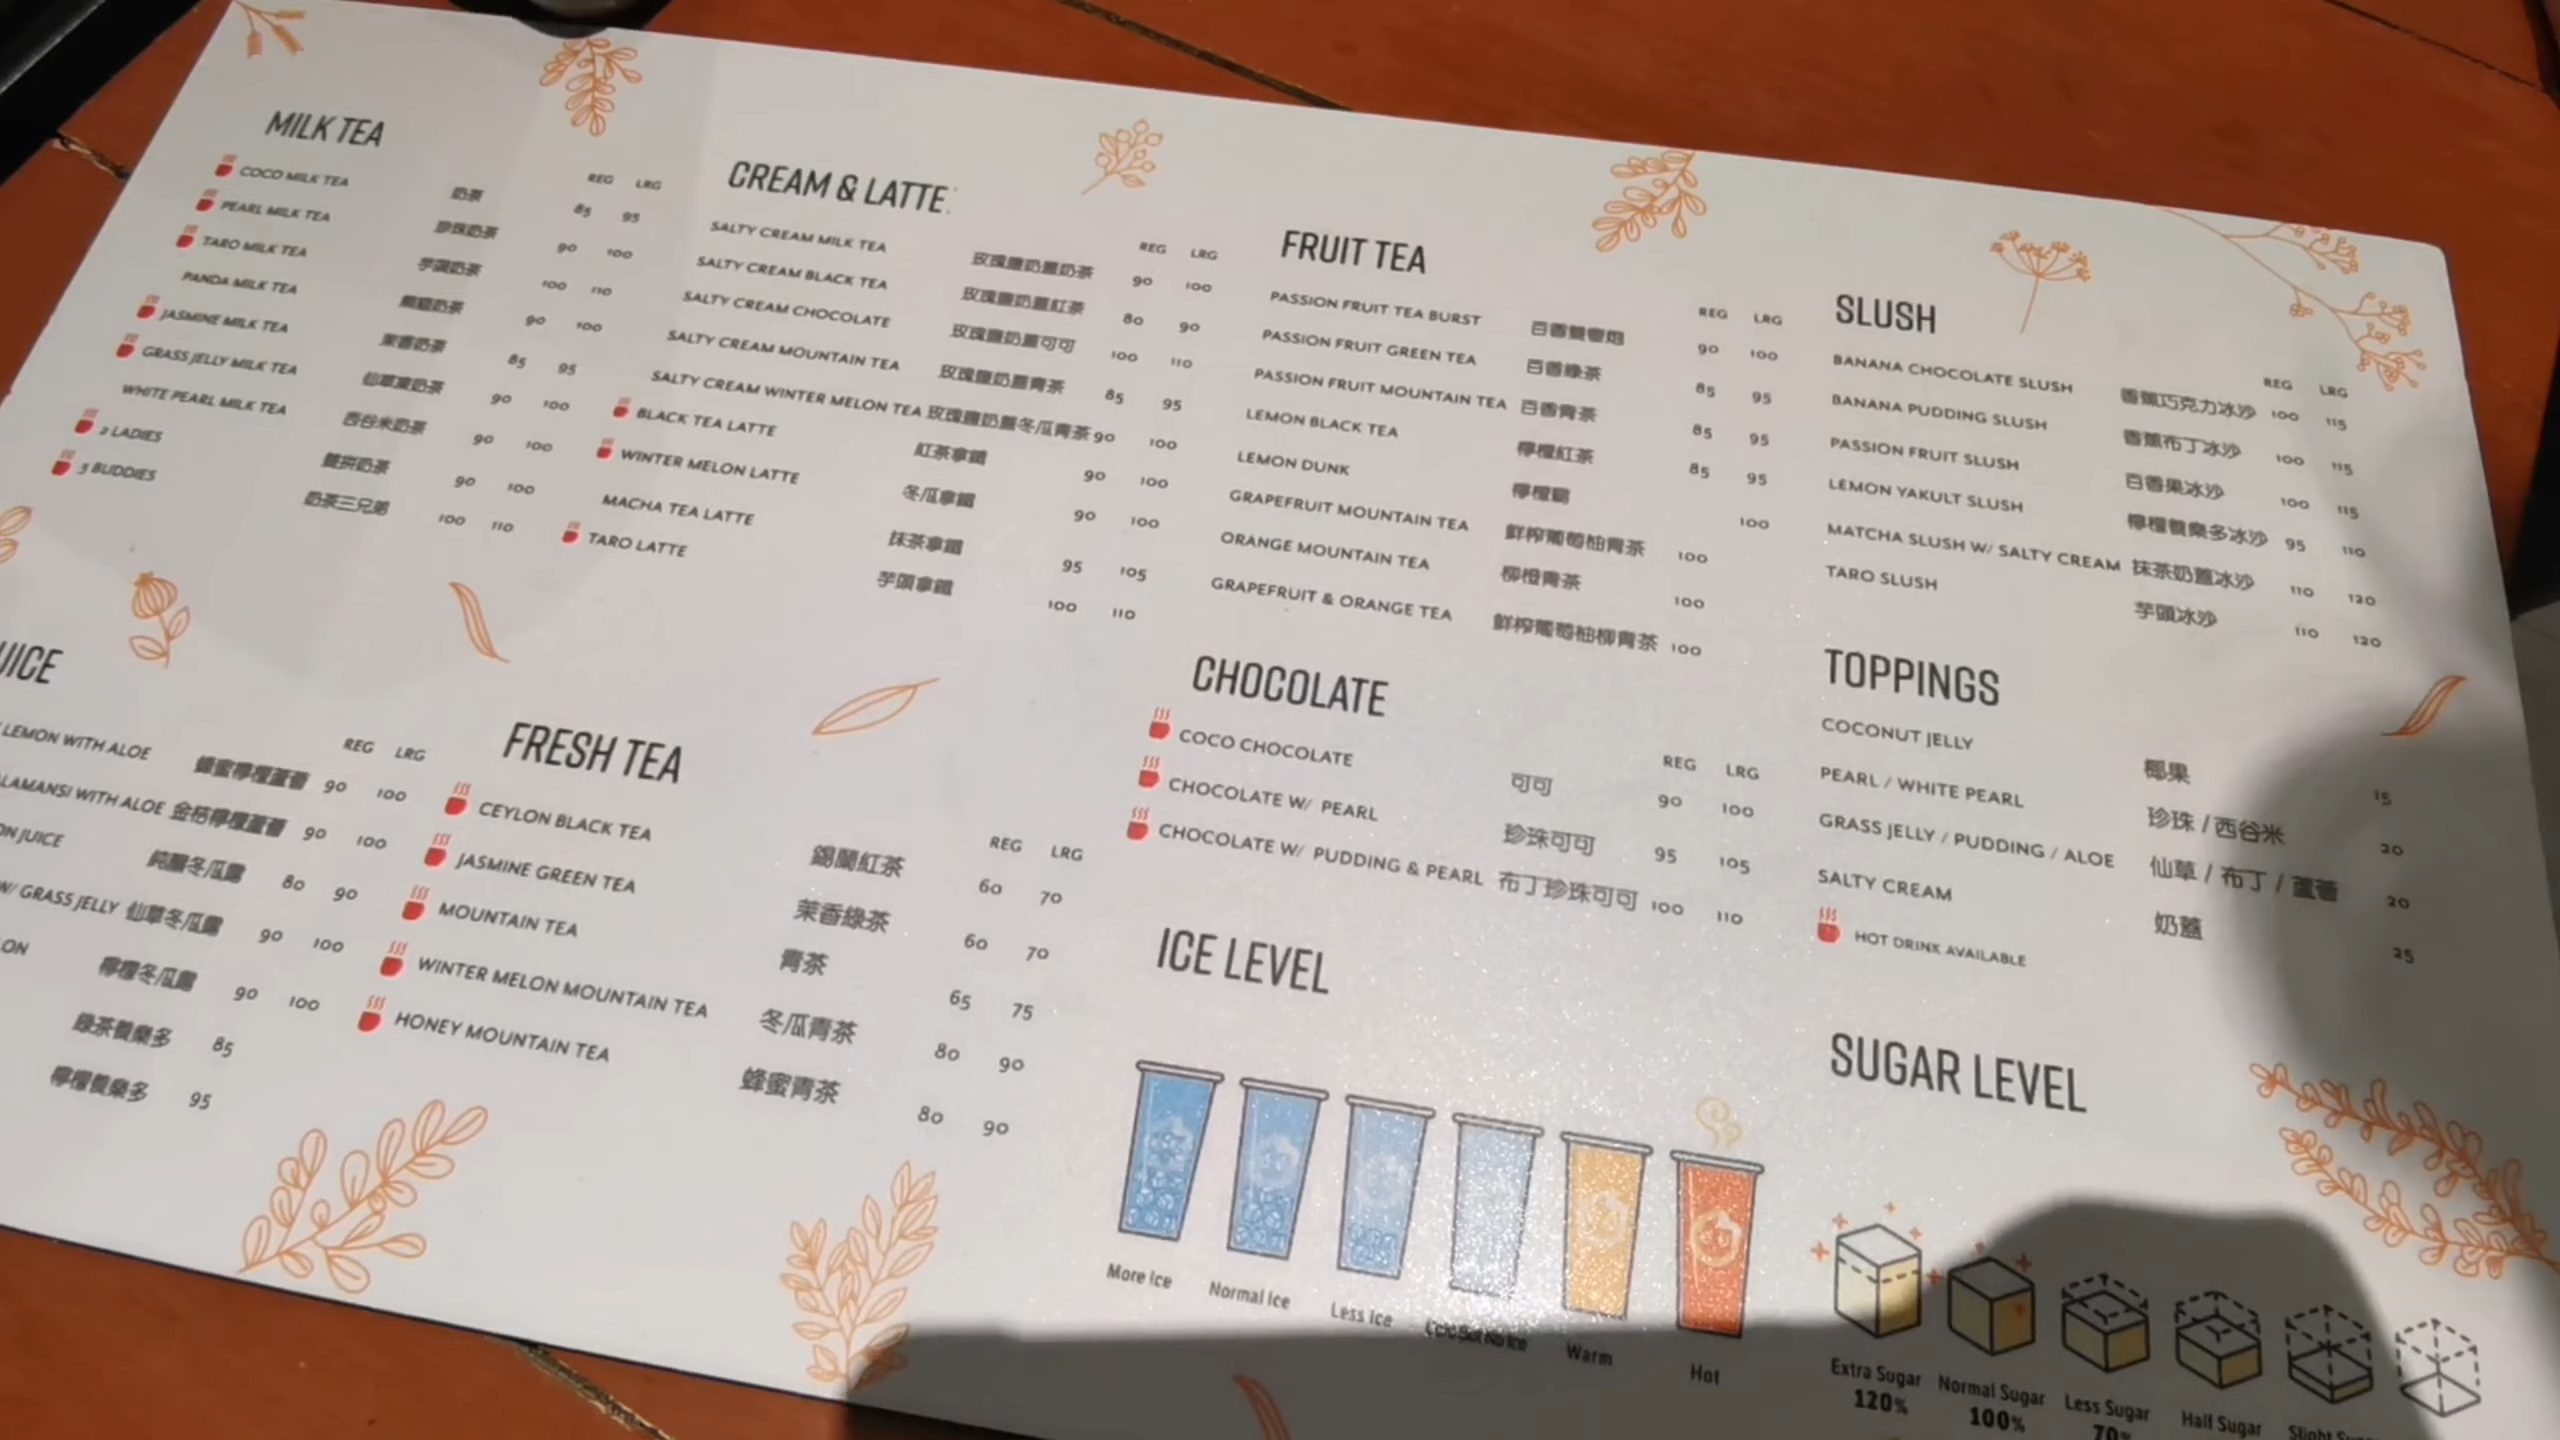 MILK TEA
REG LRG
COCO MILK TEA 奶茶 85 95
PEARL MILK TEA 珍珠奶茶 90 100
TARO MILK TEA 芋頭奶茶 100 110
PANDA MILK TEA 熊貓奶茶 90 100
JASMINE MILK TEA 茉香奶茶 85 95
GRASS JELLY MILK TEA 仙草凍奶茶 90 100
WHITE PEARL MILK TEA 西谷米奶茶 90 100
2 LADIES 雙拼奶茶 90 100
3 BUDDIES 奶茶三兄弟 100 110
CREAM & LATTE
REG LRG
SALTY CREAM MILK TEA 玫瑰鹽奶蓋奶茶 90 100
SALTY CREAM BLACK TEA 玫瑰鹽奶蓋紅茶 80 90
SALTY CREAM CHOCOLATE 玫瑰鹽奶蓋可可 100 110
SALTY CREAM MOUNTAIN TEA 玫瑰鹽奶蓋青茶 85 95
SALTY CREAM WINTER MELON TEA 玫瑰鹽奶蓋冬瓜青茶 90 100
BLACK TEA LATTE 紅茶拿鐵 90 100
WINTER MELON LATTE 冬瓜拿鐵 90 100
MACHA TEA LATTE 抹茶拿鐵 95 105
TARO LATTE 芋頭拿鐵 100 110
FRUIT TEA
REG LRG
PASSION FRUIT TEA BURST 百香雙響炮 90 100
PASSION FRUIT GREEN TEA 百香綠茶 85 95
PASSION FRUIT MOUNTAIN TEA 百香青茶 85 95
LEMON BLACK TEA 檸檬紅茶 85 95
LEMON DUNK 檸檬 100
GRAPEFRUIT MOUNTAIN TEA 鮮榨葡萄柚青茶 100
ORANGE MOUNTAIN TEA 柳橙青茶 100
GRAPEFRUIT & ORANGE TEA 鮮榨葡萄柚柳青茶 100
SLUSH
REG LRG
BANANA CHOCOLATE SLUSH 香蕉巧克力冰沙 100 115
BANANA PUDDING SLUSH 香蕉布丁冰沙 100 115
PASSION FRUIT SLUSH 百香果冰沙 100 115
LEMON YAKULT SLUSH 檸檬養樂多冰沙 95 110
MATCHA SLUSH W/ SALTY CREAM 抹茶奶蓋冰沙 110 120
TARO SLUSH 芋頭冰沙 110 120
UICE
REG LRG
LEMON WITH ALOE 蜂蜜檸檬蘆薈 90 100
LAMANSI WITH ALOE 金桔檸檬蘆薈 90 100
ON JUICE 純釀冬瓜露 80 90
W/ GRASS JELLY 仙草冬瓜露 90 100
LON 檸檬冬瓜露 90 100
綠茶養樂多 85
檸檬養樂多 95
FRESH TEA
REG LRG
CEYLON BLACK TEA 錫蘭紅茶 60 70
JASMINE GREEN TEA 茉香綠茶 60 70
MOUNTAIN TEA 青茶 65 75
WINTER MELON MOUNTAIN TEA 冬瓜青茶 80 90
HONEY MOUNTAIN TEA 蜂蜜青茶 80 90
CHOCOLATE
REG LRG
COCO CHOCOLATE 可可 90 100
CHOCOLATE W/ PEARL 珍珠可可 95 105
CHOCOLATE W/ PUDDING & PEARL 布丁珍珠可可 100 110
TOPPINGS
COCONUT JELLY 椰果 15
PEARL / WHITE PEARL 珍珠 / 西谷米 20
GRASS JELLY / PUDDING / ALOE 仙草 / 布丁 / 蘆薈 20
SALTY CREAM 奶蓋 25
HOT DRINK AVAILABLE
ICE LEVEL
More Ice
Normal Ice
Less Ice
Warm
Hot
SUGAR LEVEL
Extra Sugar 120%
Normal Sugar 100%
Less Sugar 70%
Half Sugar
Slight